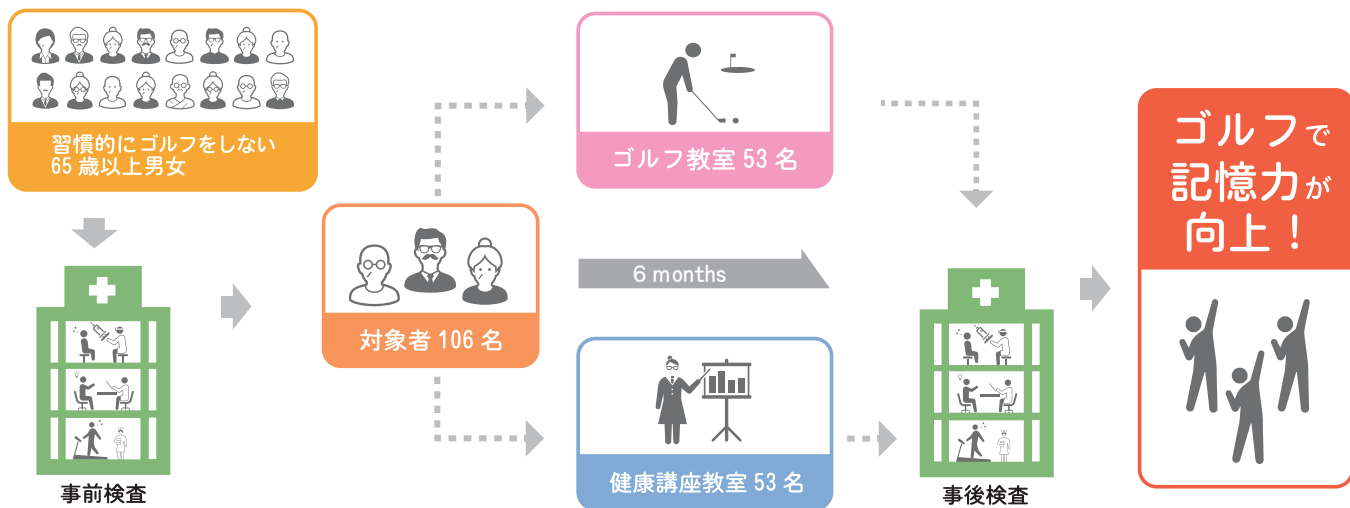 習慣的にゴルフをしない
65歳以上男女
事前検査
対象者 106 名
ゴルフ教室 53 名
6 months
健康講座教室 53 名
事後検査
ゴルフで
記憶力が
向上！